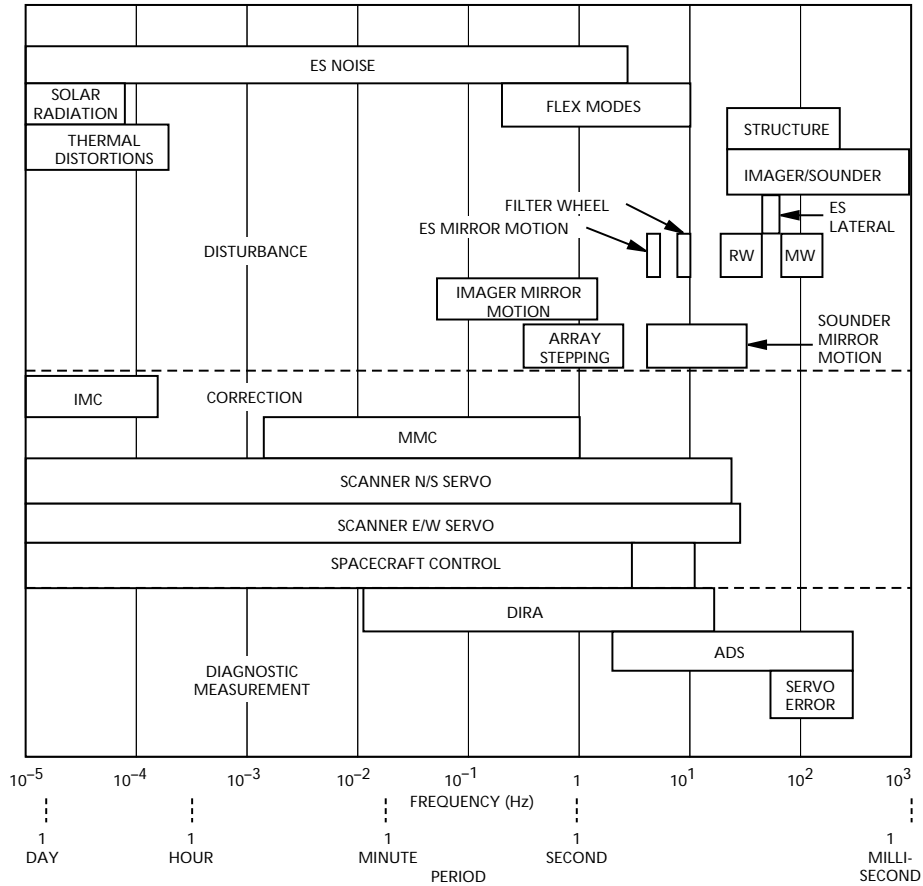 ES NOISE
SOLAR
RADIATION
FLEX MODES
THERMAL
DISTORTIONS
STRUCTURE
IMAGER/SOUNDER
FILTER WHEEL
ES MIRROR MOTION
ES
LATERAL
DISTURBANCE
RW
MW
IMAGER MIRROR
MOTION
ARRAY
STEPPING
SOUNDER
MIRROR
MOTION
IMC
CORRECTION
MMC
SCANNER N/S SERVO
SCANNER E/W SERVO
SPACECRAFT CONTROL
DIRA
ADS
DIAGNOSTIC
MEASUREMENT
SERVO
ERROR
10⁻⁵ 10⁻⁴ 10⁻³ 10⁻² 10⁻¹ 1 10¹ 10² 10³
FREQUENCY (Hz)
1
DAY
1
HOUR
1
MINUTE
1
SECOND
1
MILLI-
SECOND
PERIOD